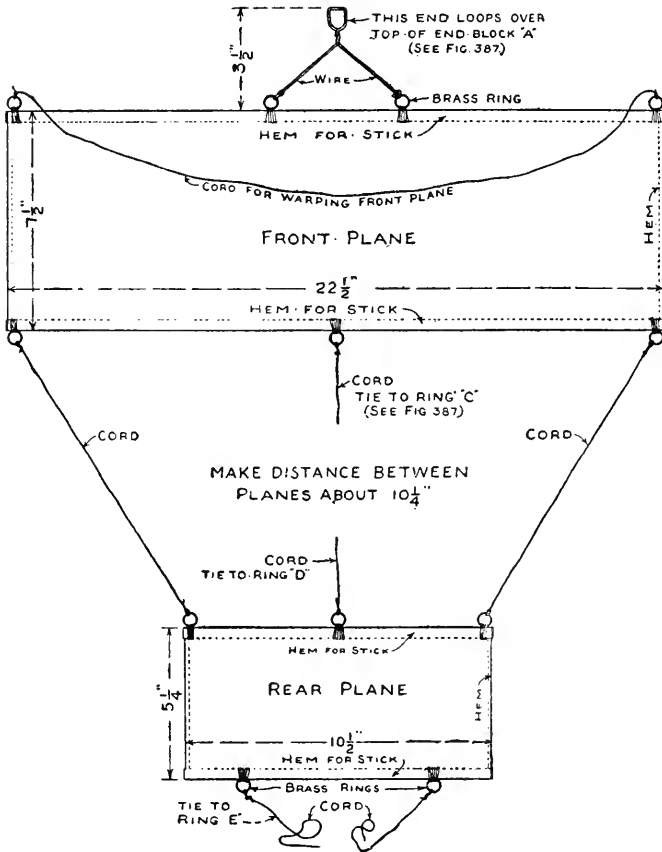 THIS END LOOPS OVER
TOP OF END-BLOCK "A"
(SEE FIG. 387.)
3 1/2"
WIRE
BRASS RING
HEM FOR STICK
CORD FOR WARPING FRONT PLANE
7 1/2"
HEM
FRONT PLANE
22 1/2"
HEM FOR STICK
CORD
TIE TO RING "C"
(SEE FIG 387)
CORD
CORD
MAKE DISTANCE BETWEEN
PLANES ABOUT 10 1/4"
CORD
TIE TO RING "D"
HEM FOR STICK
5 1/4"
REAR PLANE
HEM
10 1/2"
HEM FOR STICK
BRASS RINGS
TIE TO
RING E"
CORD